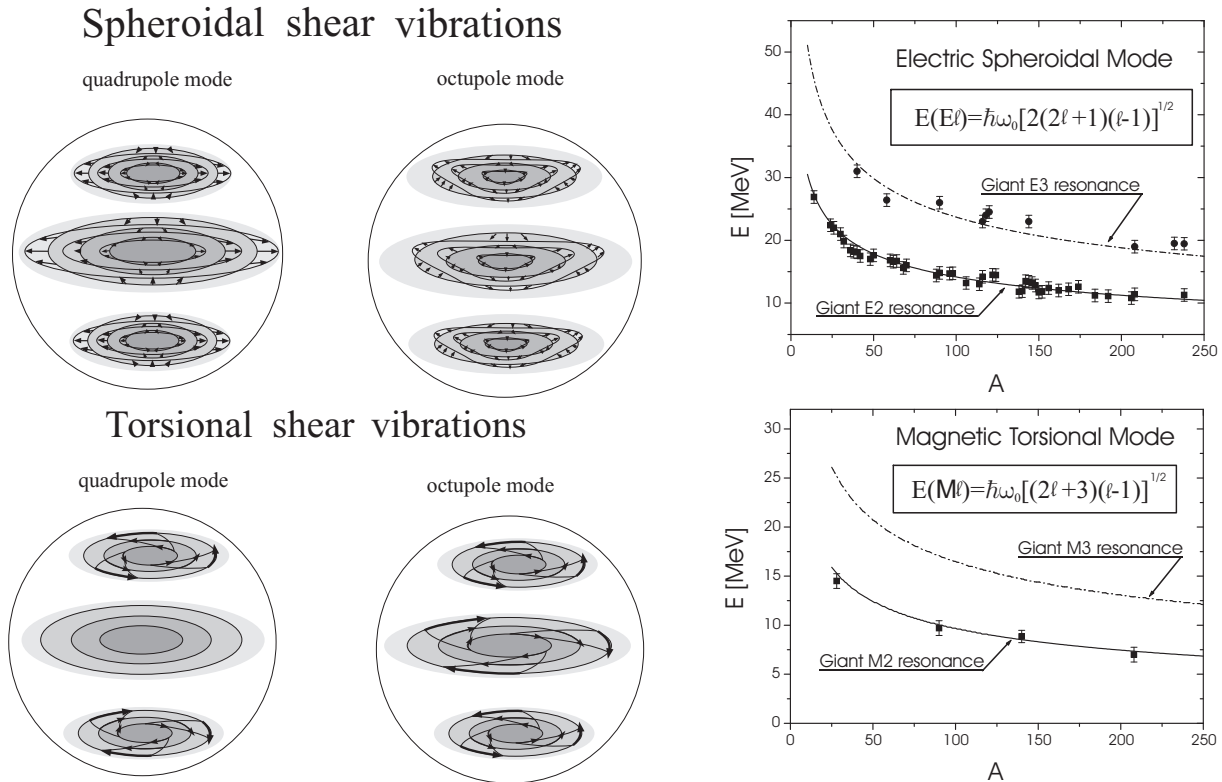 Spheroidal shear vibrations
quadrupole mode
octupole mode
Torsional shear vibrations
quadrupole mode
octupole mode
Electric Spheroidal Mode
E(Eℓ)=ħω₀[2(2ℓ+1)(ℓ-1)]^1/2
Giant E3 resonance
Giant E2 resonance
E [MeV]
50
40
30
20
10
0
50
100
150
200
250
A
Magnetic Torsional Mode
E(Mℓ)=ħω₀[(2ℓ+3)(ℓ-1)]^1/2
Giant M3 resonance
Giant M2 resonance
E [MeV]
30
25
20
15
10
5
0
0
50
100
150
200
250
A